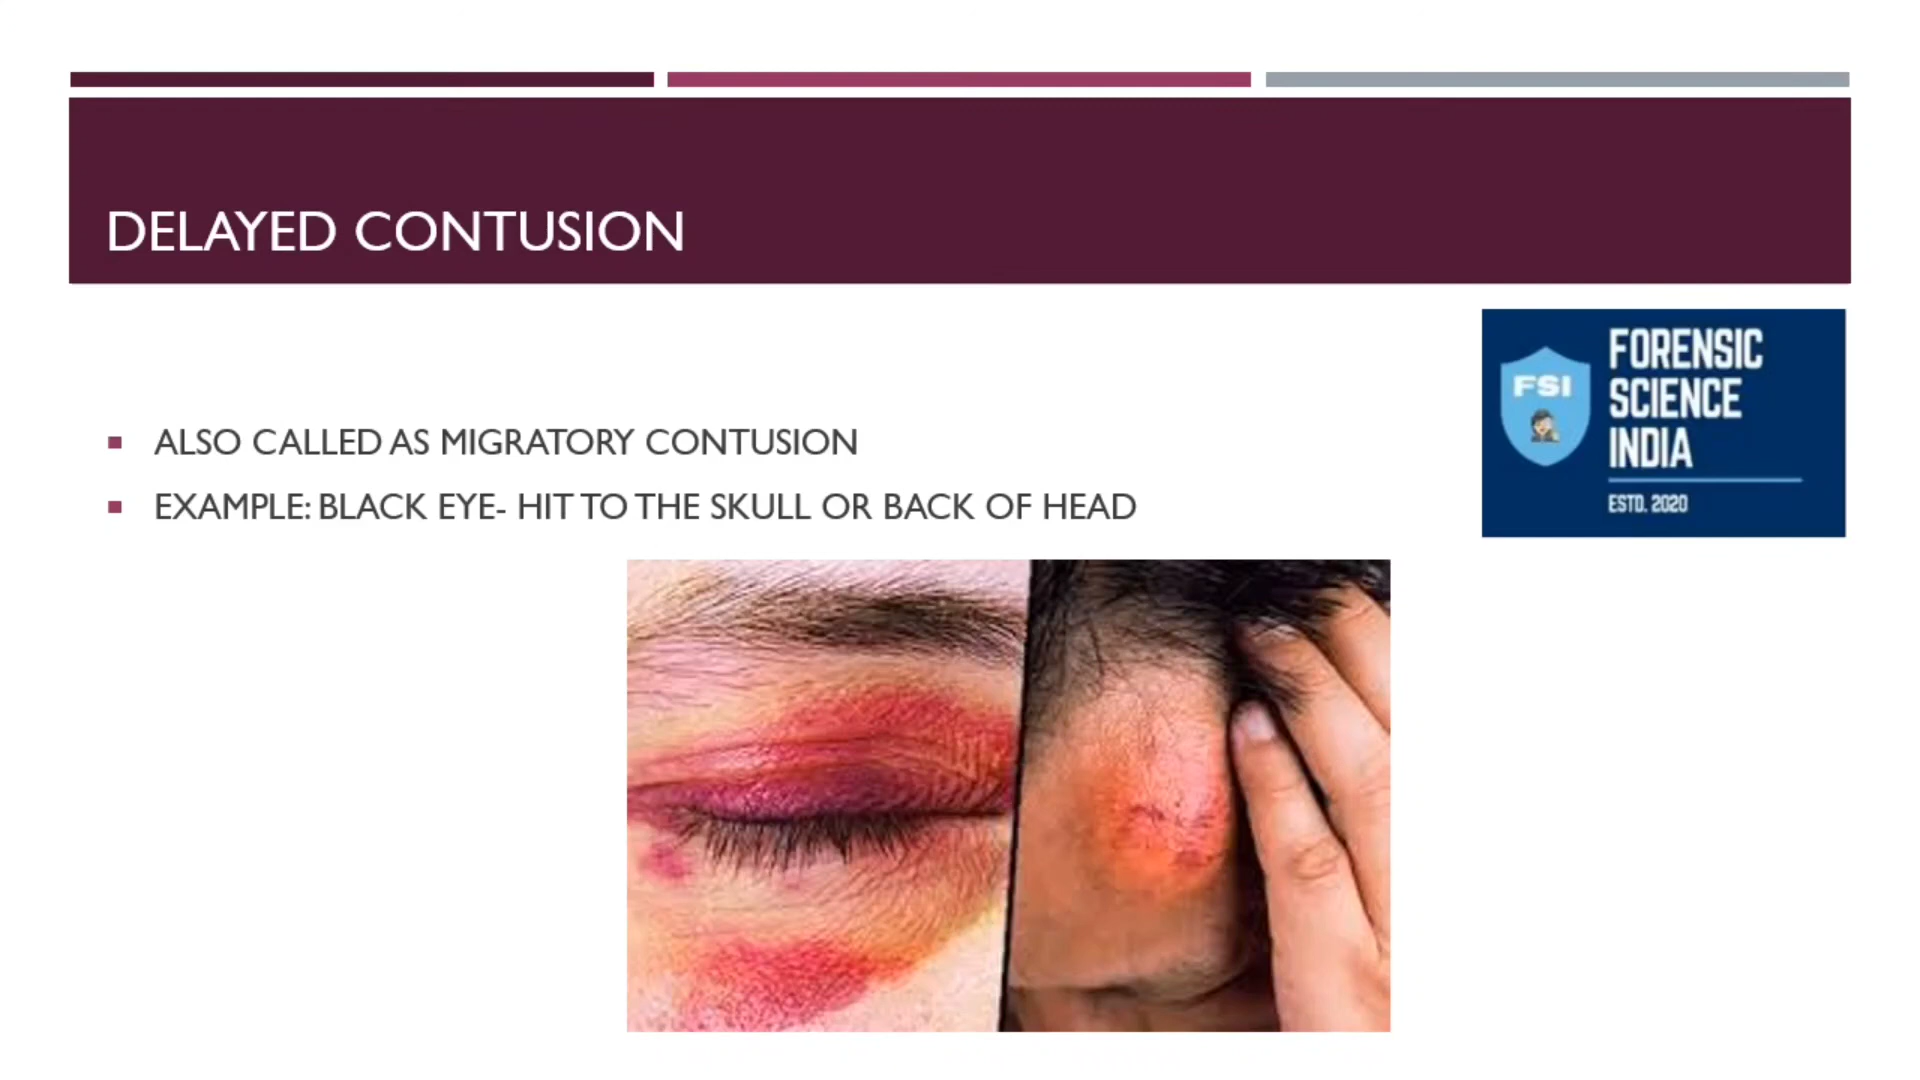 DELAYED CONTUSION
FSI
FORENSIC
SCIENCE
INDIA
ESTD. 2020
ALSO CALLED AS MIGRATORY CONTUSION
EXAMPLE: BLACK EYE- HIT TO THE SKULL OR BACK OF HEAD